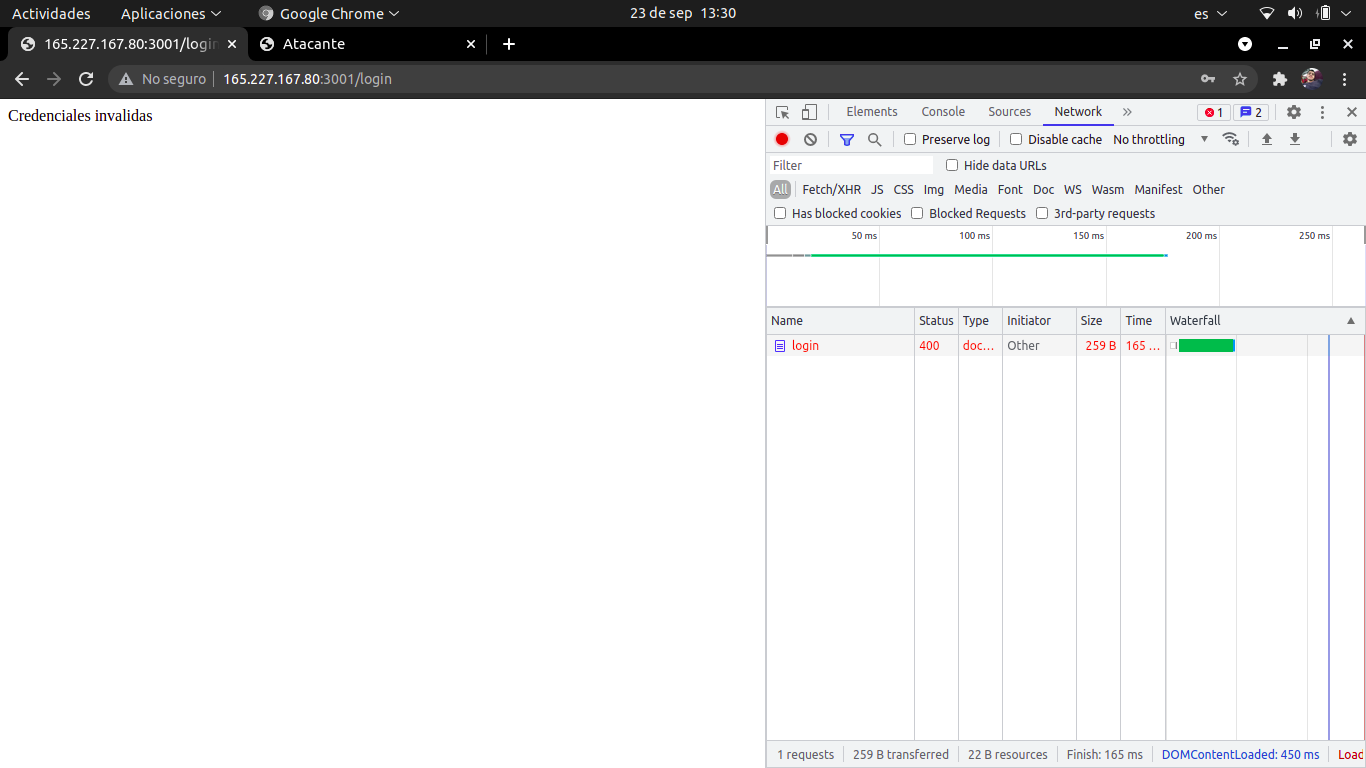 Actividades Aplicaciones Google Chrome 23 de sep 13:30 es
165.227.167.80:3001/login Atacante
No seguro 165.227.167.80:3001/login
Credenciales invalidas
Elements Console Sources Network 1 2
Preserve log Disable cache No throttling
Filter Hide data URLs
All Fetch/XHR JS CSS Img Media Font Doc WS Wasm Manifest Other
Has blocked cookies Blocked Requests 3rd-party requests
50 ms 100 ms 150 ms 200 ms 250 ms
Name Status Type Initiator Size Time Waterfall
login 400 doc... Other 259 B 165 ...
1 requests 259 B transferred 22 B resources Finish: 165 ms DOMContentLoaded: 450 ms Load